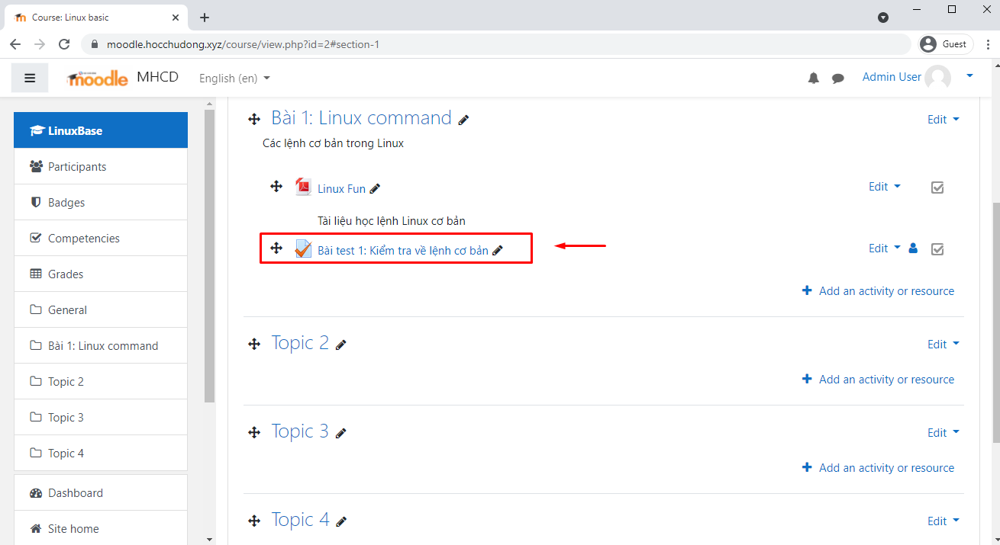 Course: Linux basic
moodle.hocchudong.xyz/course/view.php?id=2#section-1
Guest
moodle MHCD English (en)
Admin User
LinuxBase
Participants
Badges
Competencies
Grades
General
Bài 1: Linux command
Topic 2
Topic 3
Topic 4
Dashboard
Site home
Bài 1: Linux command
Edit
Các lệnh cơ bản trong Linux
Linux Fun
Edit
Tài liệu học lệnh Linux cơ bản
Bài test 1: Kiểm tra về lệnh cơ bản
Edit
Add an activity or resource
Topic 2
Edit
Add an activity or resource
Topic 3
Edit
Add an activity or resource
Topic 4
Edit